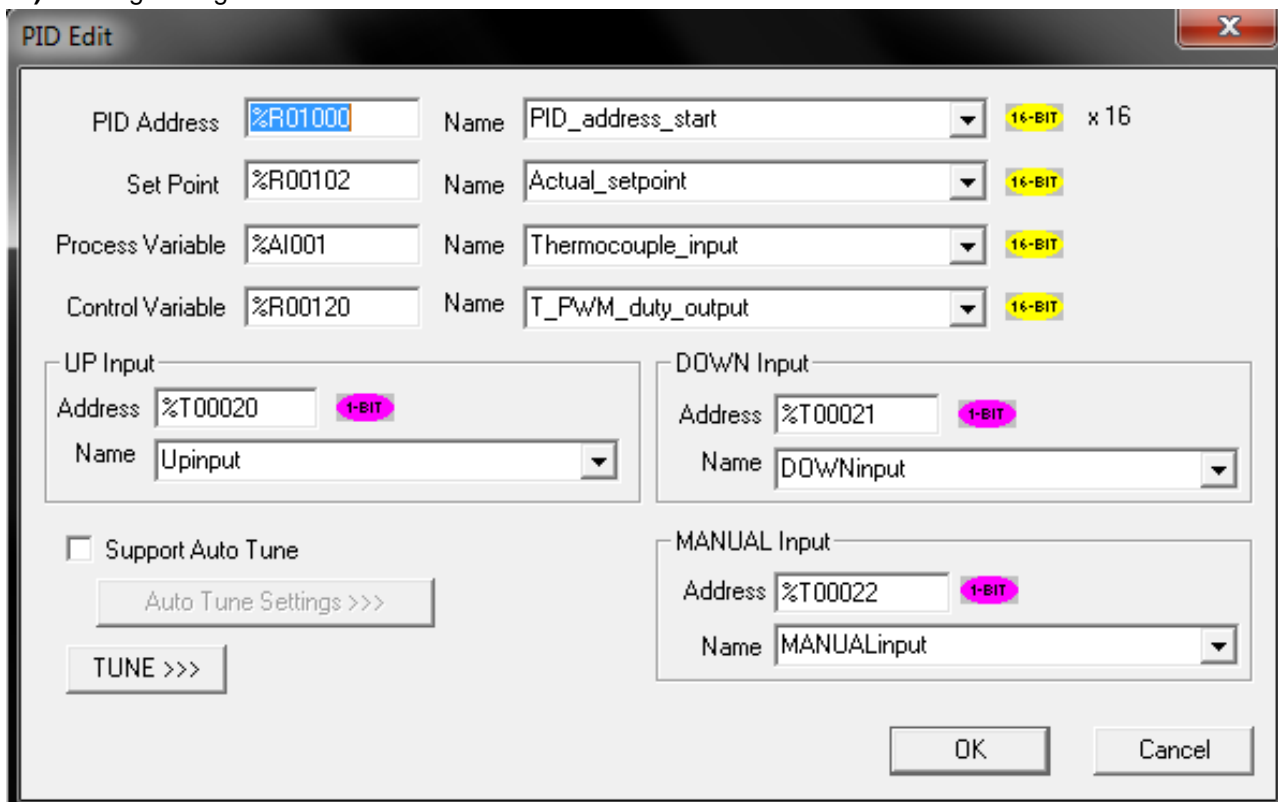 PID Edit
x
PID Address %R01000 Name PID_address_start 16-BIT x 16
Set Point %R00102 Name Actual_setpoint 16-BIT
Process Variable %AI001 Name Thermocouple_input 16-BIT
Control Variable %R00120 Name T_PWM_duty_output 16-BIT
UP Input
Address %T00020 1-BIT
Name Upinput
DOWN Input
Address %T00021 1-BIT
Name DOWNinput
Support Auto Tune
Auto Tune Settings >>>
TUNE >>>
MANUAL Input
Address %T00022 1-BIT
Name MANUALinput
OK Cancel